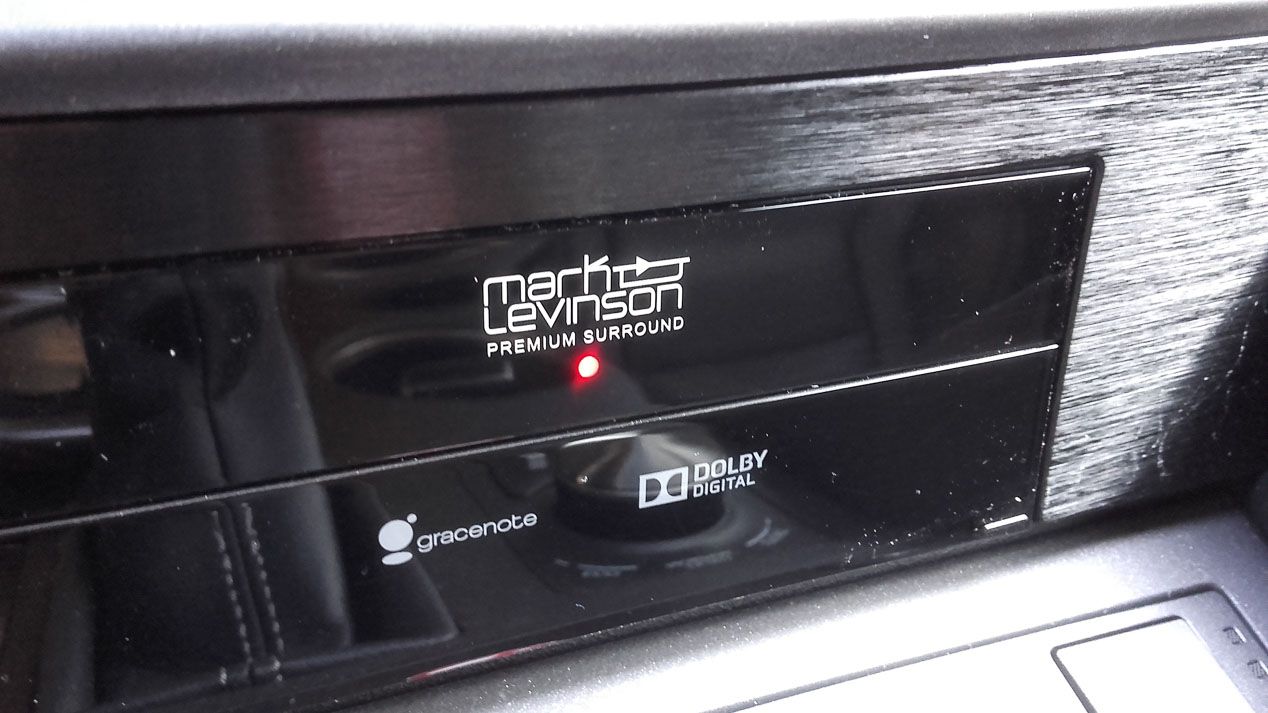 mark
LEVINSON
PREMIUM SURROUND
DOLBY
DIGITAL
gracenote